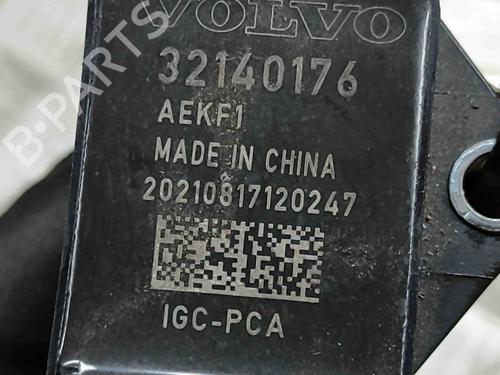 VOLVO
32140176
AEKF1
MADE IN CHINA
20210817120247
IGC-PCA
B-PARTS